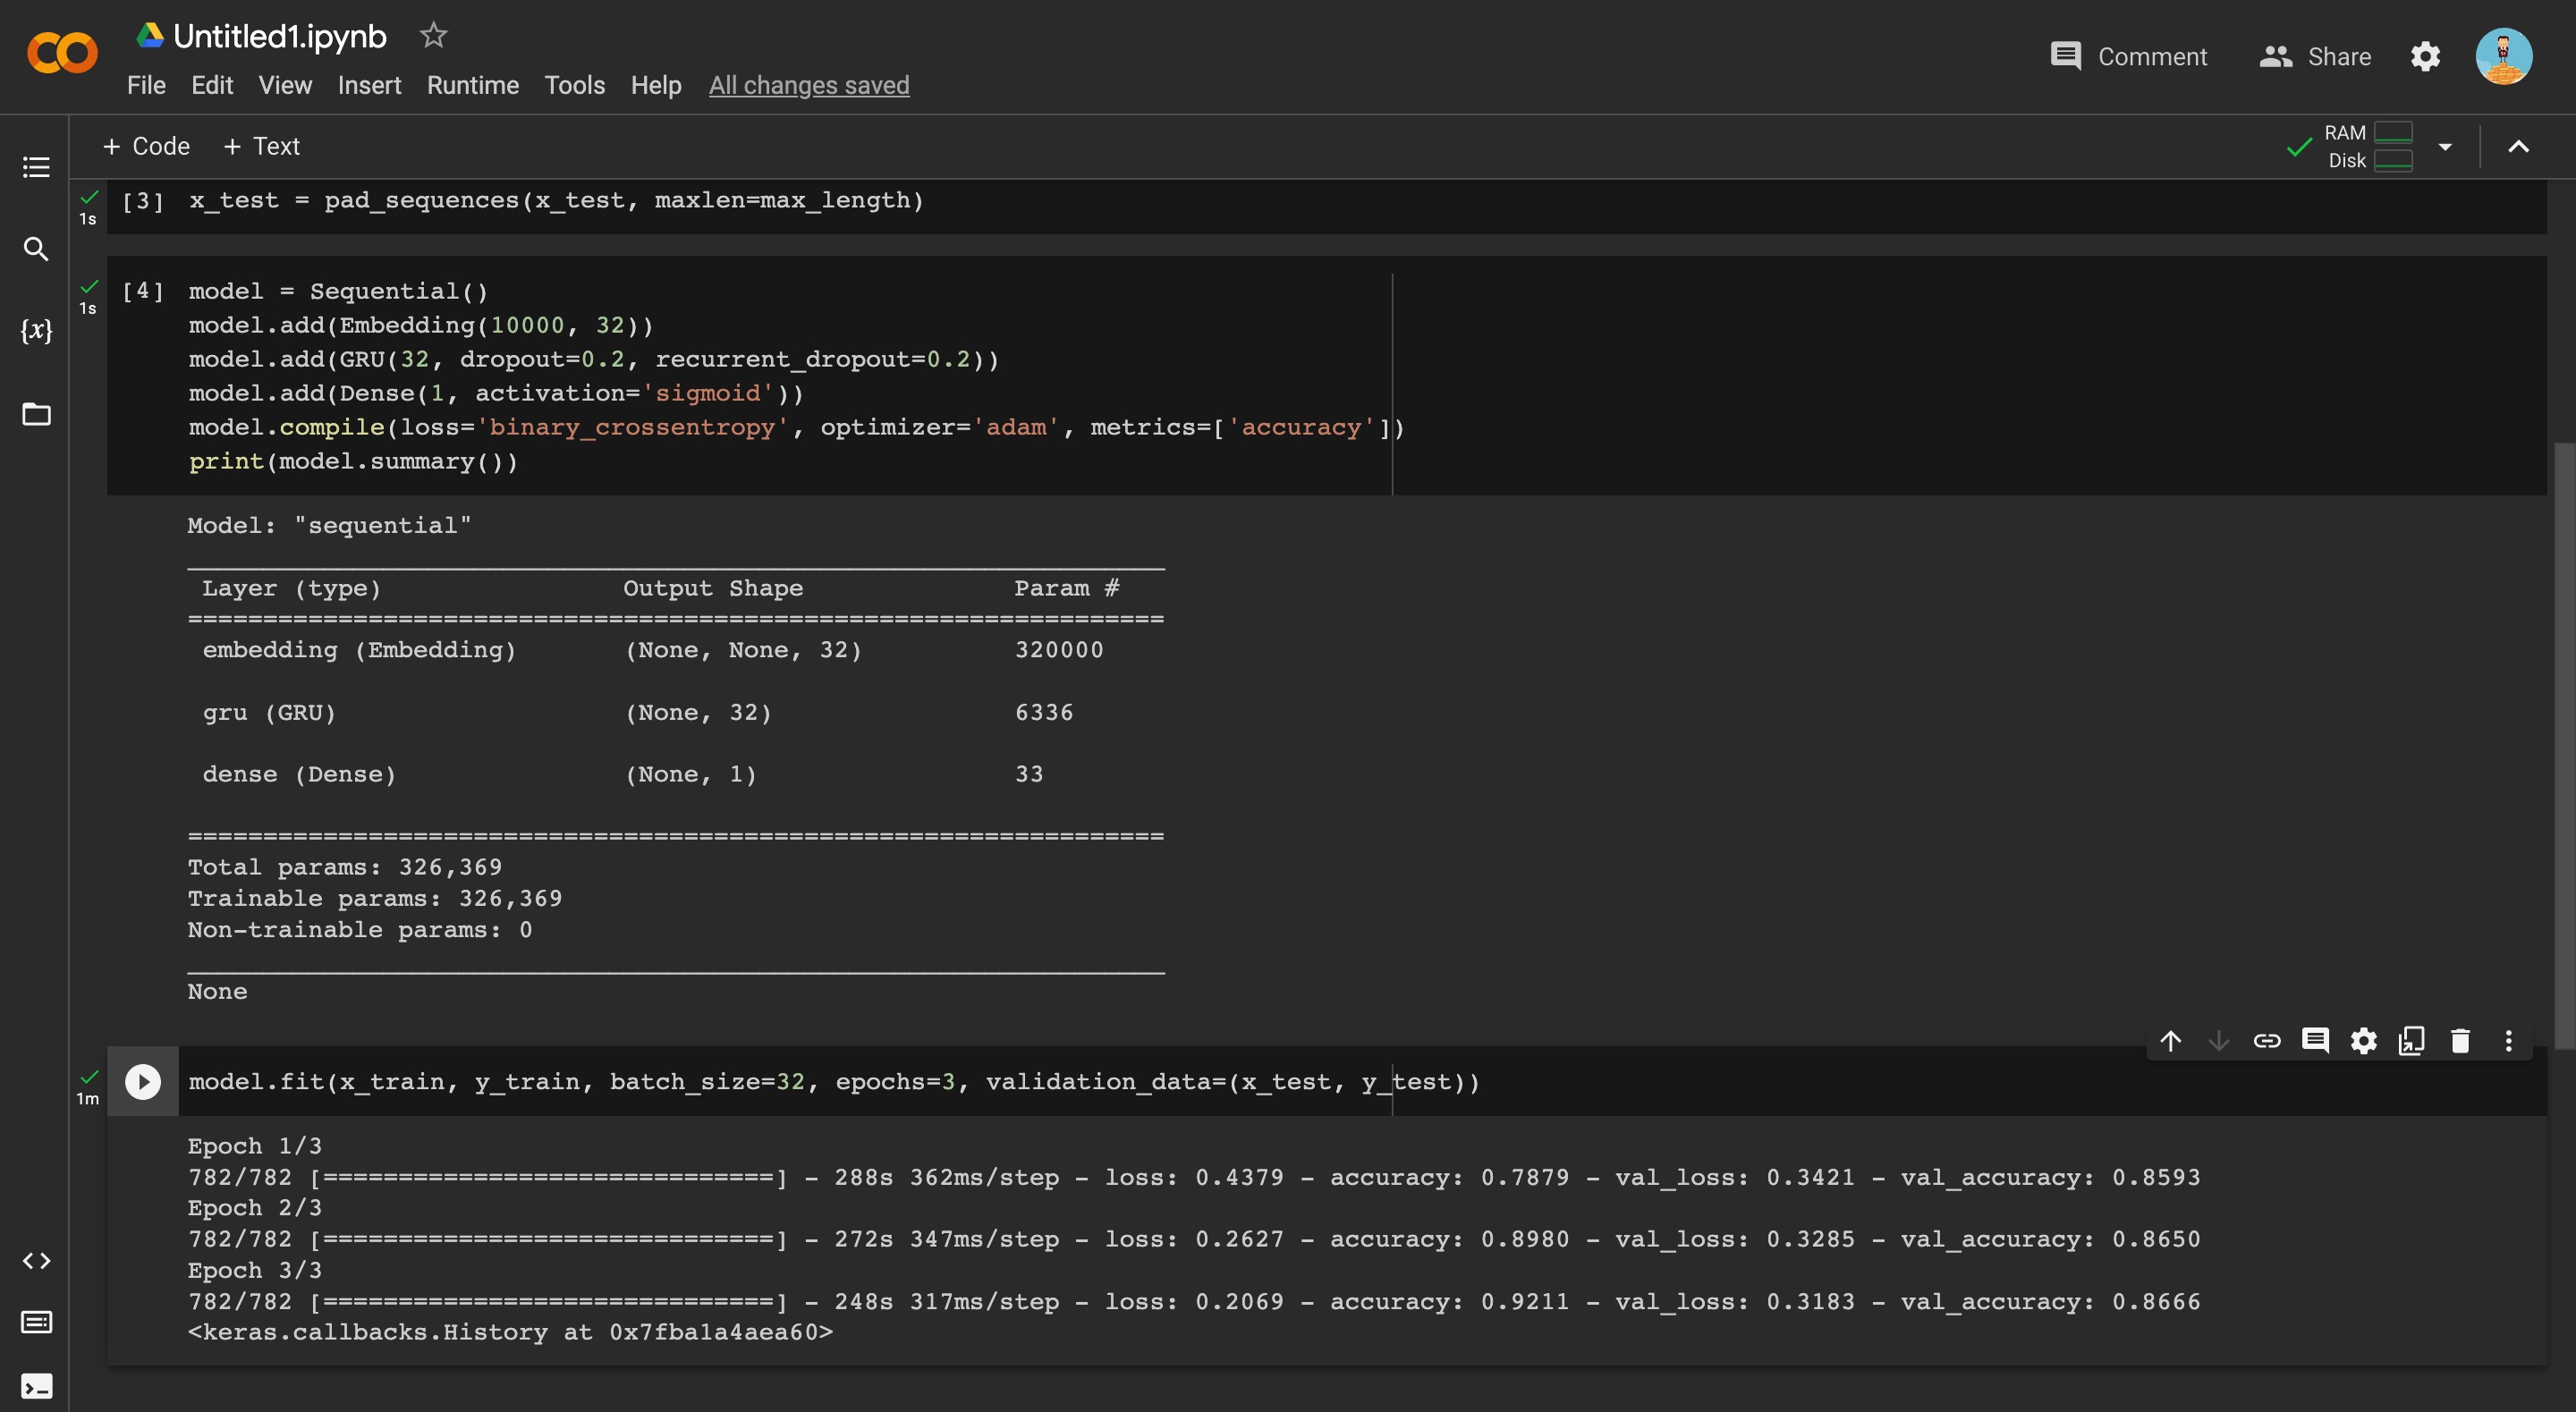 Untitled1.ipynb
File Edit View Insert Runtime Tools Help All changes saved
Comment Share
+ Code + Text
RAM
Disk
1s
[3] x_test = pad_sequences(x_test, maxlen=max_length)
{x}
1s
[4] model = Sequential()
model.add(Embedding(10000, 32))
model.add(GRU(32, dropout=0.2, recurrent_dropout=0.2))
model.add(Dense(1, activation='sigmoid'))
model.compile(loss='binary_crossentropy', optimizer='adam', metrics=['accuracy'])
print(model.summary())
Model: "sequential"
_________________________________________________________________
Layer (type) Output Shape Param #
=================================================================
embedding (Embedding) (None, None, 32) 320000
gru (GRU) (None, 32) 6336
dense (Dense) (None, 1) 33
=================================================================
Total params: 326,369
Trainable params: 326,369
Non-trainable params: 0
_________________________________________________________________
None
1m
model.fit(x_train, y_train, batch_size=32, epochs=3, validation_data=(x_test, y_test))
Epoch 1/3
782/782 [==============================] - 288s 362ms/step - loss: 0.4379 - accuracy: 0.7879 - val_loss: 0.3421 - val_accuracy: 0.8593
Epoch 2/3
782/782 [==============================] - 272s 347ms/step - loss: 0.2627 - accuracy: 0.8980 - val_loss: 0.3285 - val_accuracy: 0.8650
Epoch 3/3
782/782 [==============================] - 248s 317ms/step - loss: 0.2069 - accuracy: 0.9211 - val_loss: 0.3183 - val_accuracy: 0.8666
<keras.callbacks.History at 0x7fba1a4aea60>